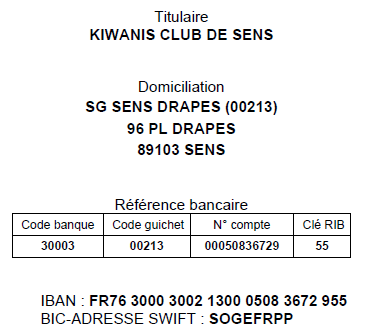 Titulaire
KIWANIS CLUB DE SENS
Domiciliation
SG SENS DRAPES (00213)
96 PL DRAPES
89103 SENS
Référence bancaire
Code banque Code guichet N° compte Clé RIB
30003 00213 00050836729 55
IBAN : FR76 3000 3002 1300 0508 3672 955
BIC-ADRESSE SWIFT : SOGEFRPP